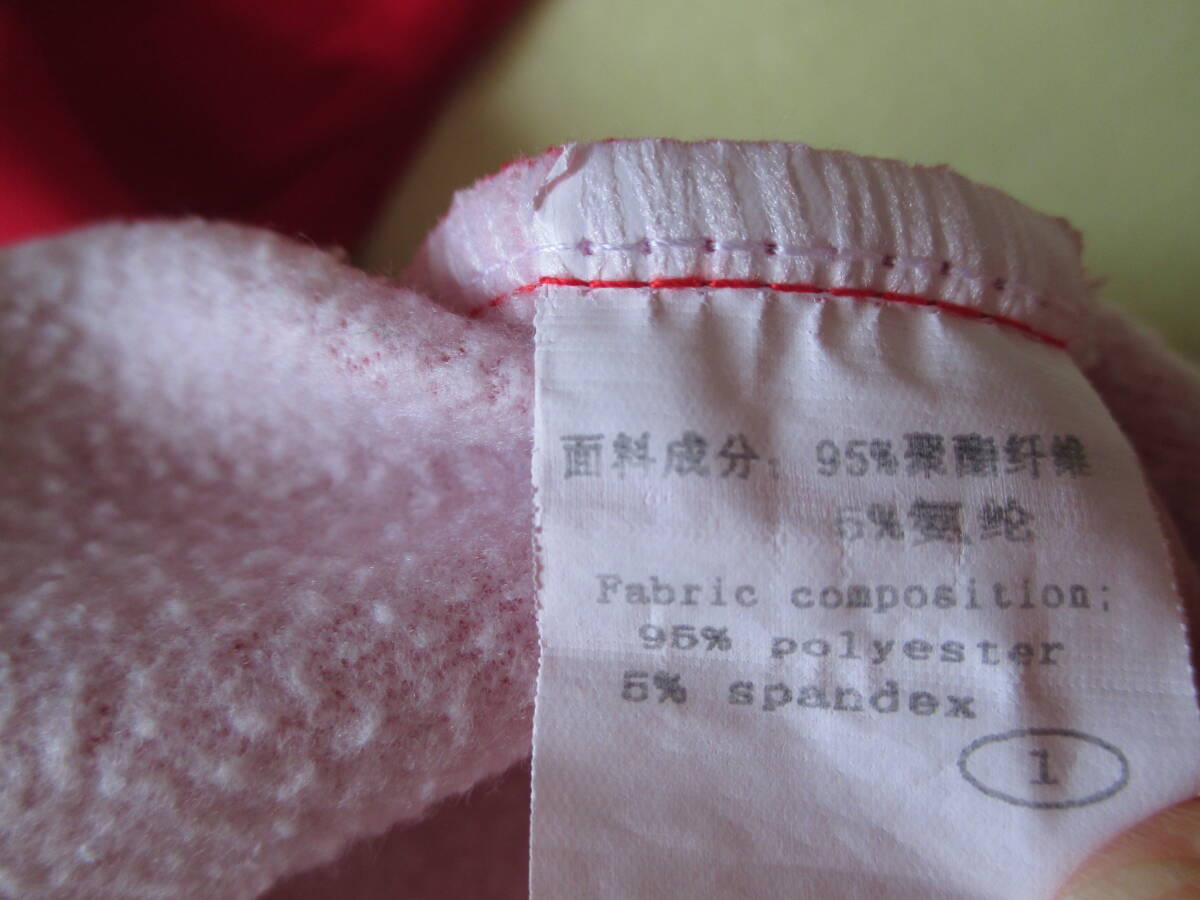 面料成分: 95%聚酯纤维
5%氨纶
Fabric composition:
95% polyester
5% spandex
1